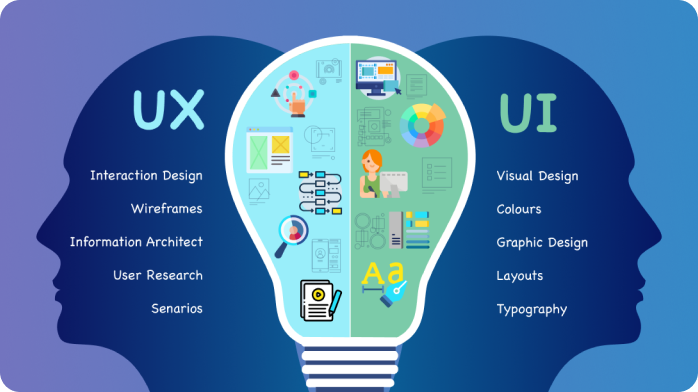 UX
Interaction Design
Wireframes
Information Architect
User Research
Senarios
Aa
UI
Visual Design
Colours
Graphic Design
Layouts
Typography